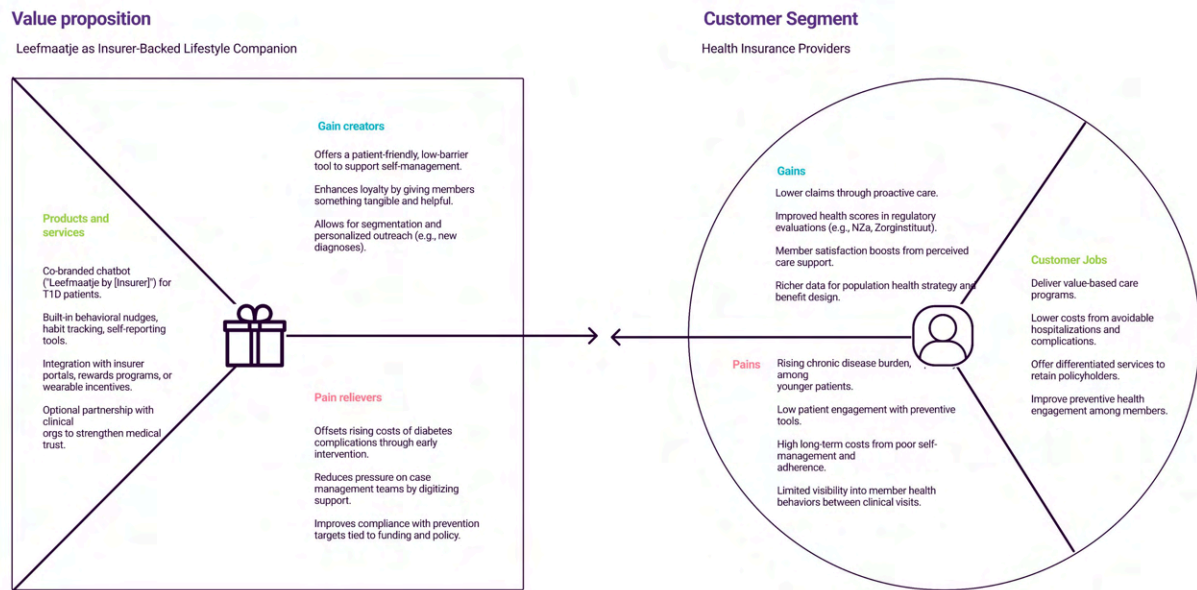 Value proposition
Leefmaatje as Insurer-Backed Lifestyle Companion
Products and
services
Co-branded chatbot
("Leefmaatje by [Insurer]") for
T1D patients.
Built-in behavioral nudges,
habit tracking, self-reporting
tools.
Integration with insurer
portals, rewards programs, or
wearable incentives.
Optional partnership with
clinical
orgs to strengthen medical
trust.
Gain creators
Offers a patient-friendly, low-barrier
tool to support self-management.
Enhances loyalty by giving members
something tangible and helpful.
Allows for segmentation and
personalized outreach (e.g., new
diagnoses).
Pain relievers
Offsets rising costs of diabetes
complications through early
intervention.
Reduces pressure on case
management teams by digitizing
support.
Improves compliance with prevention
targets tied to funding and policy.
Customer Segment
Health Insurance Providers
Gains
Lower claims through proactive care.
Improved health scores in regulatory
evaluations (e.g., NZa, Zorginstituut).
Member satisfaction boosts from perceived
care support.
Richer data for population health strategy and
benefit design.
Pains
Rising chronic disease burden,
among
younger patients.
Low patient engagement with preventive
tools.
High long-term costs from poor self-
management and
adherence.
Limited visibility into member health
behaviors between clinical visits.
Customer Jobs
Deliver value-based care
programs.
Lower costs from avoidable
hospitalizations and
complications.
Offer differentiated services to
retain policyholders.
Improve preventive health
engagement among members.